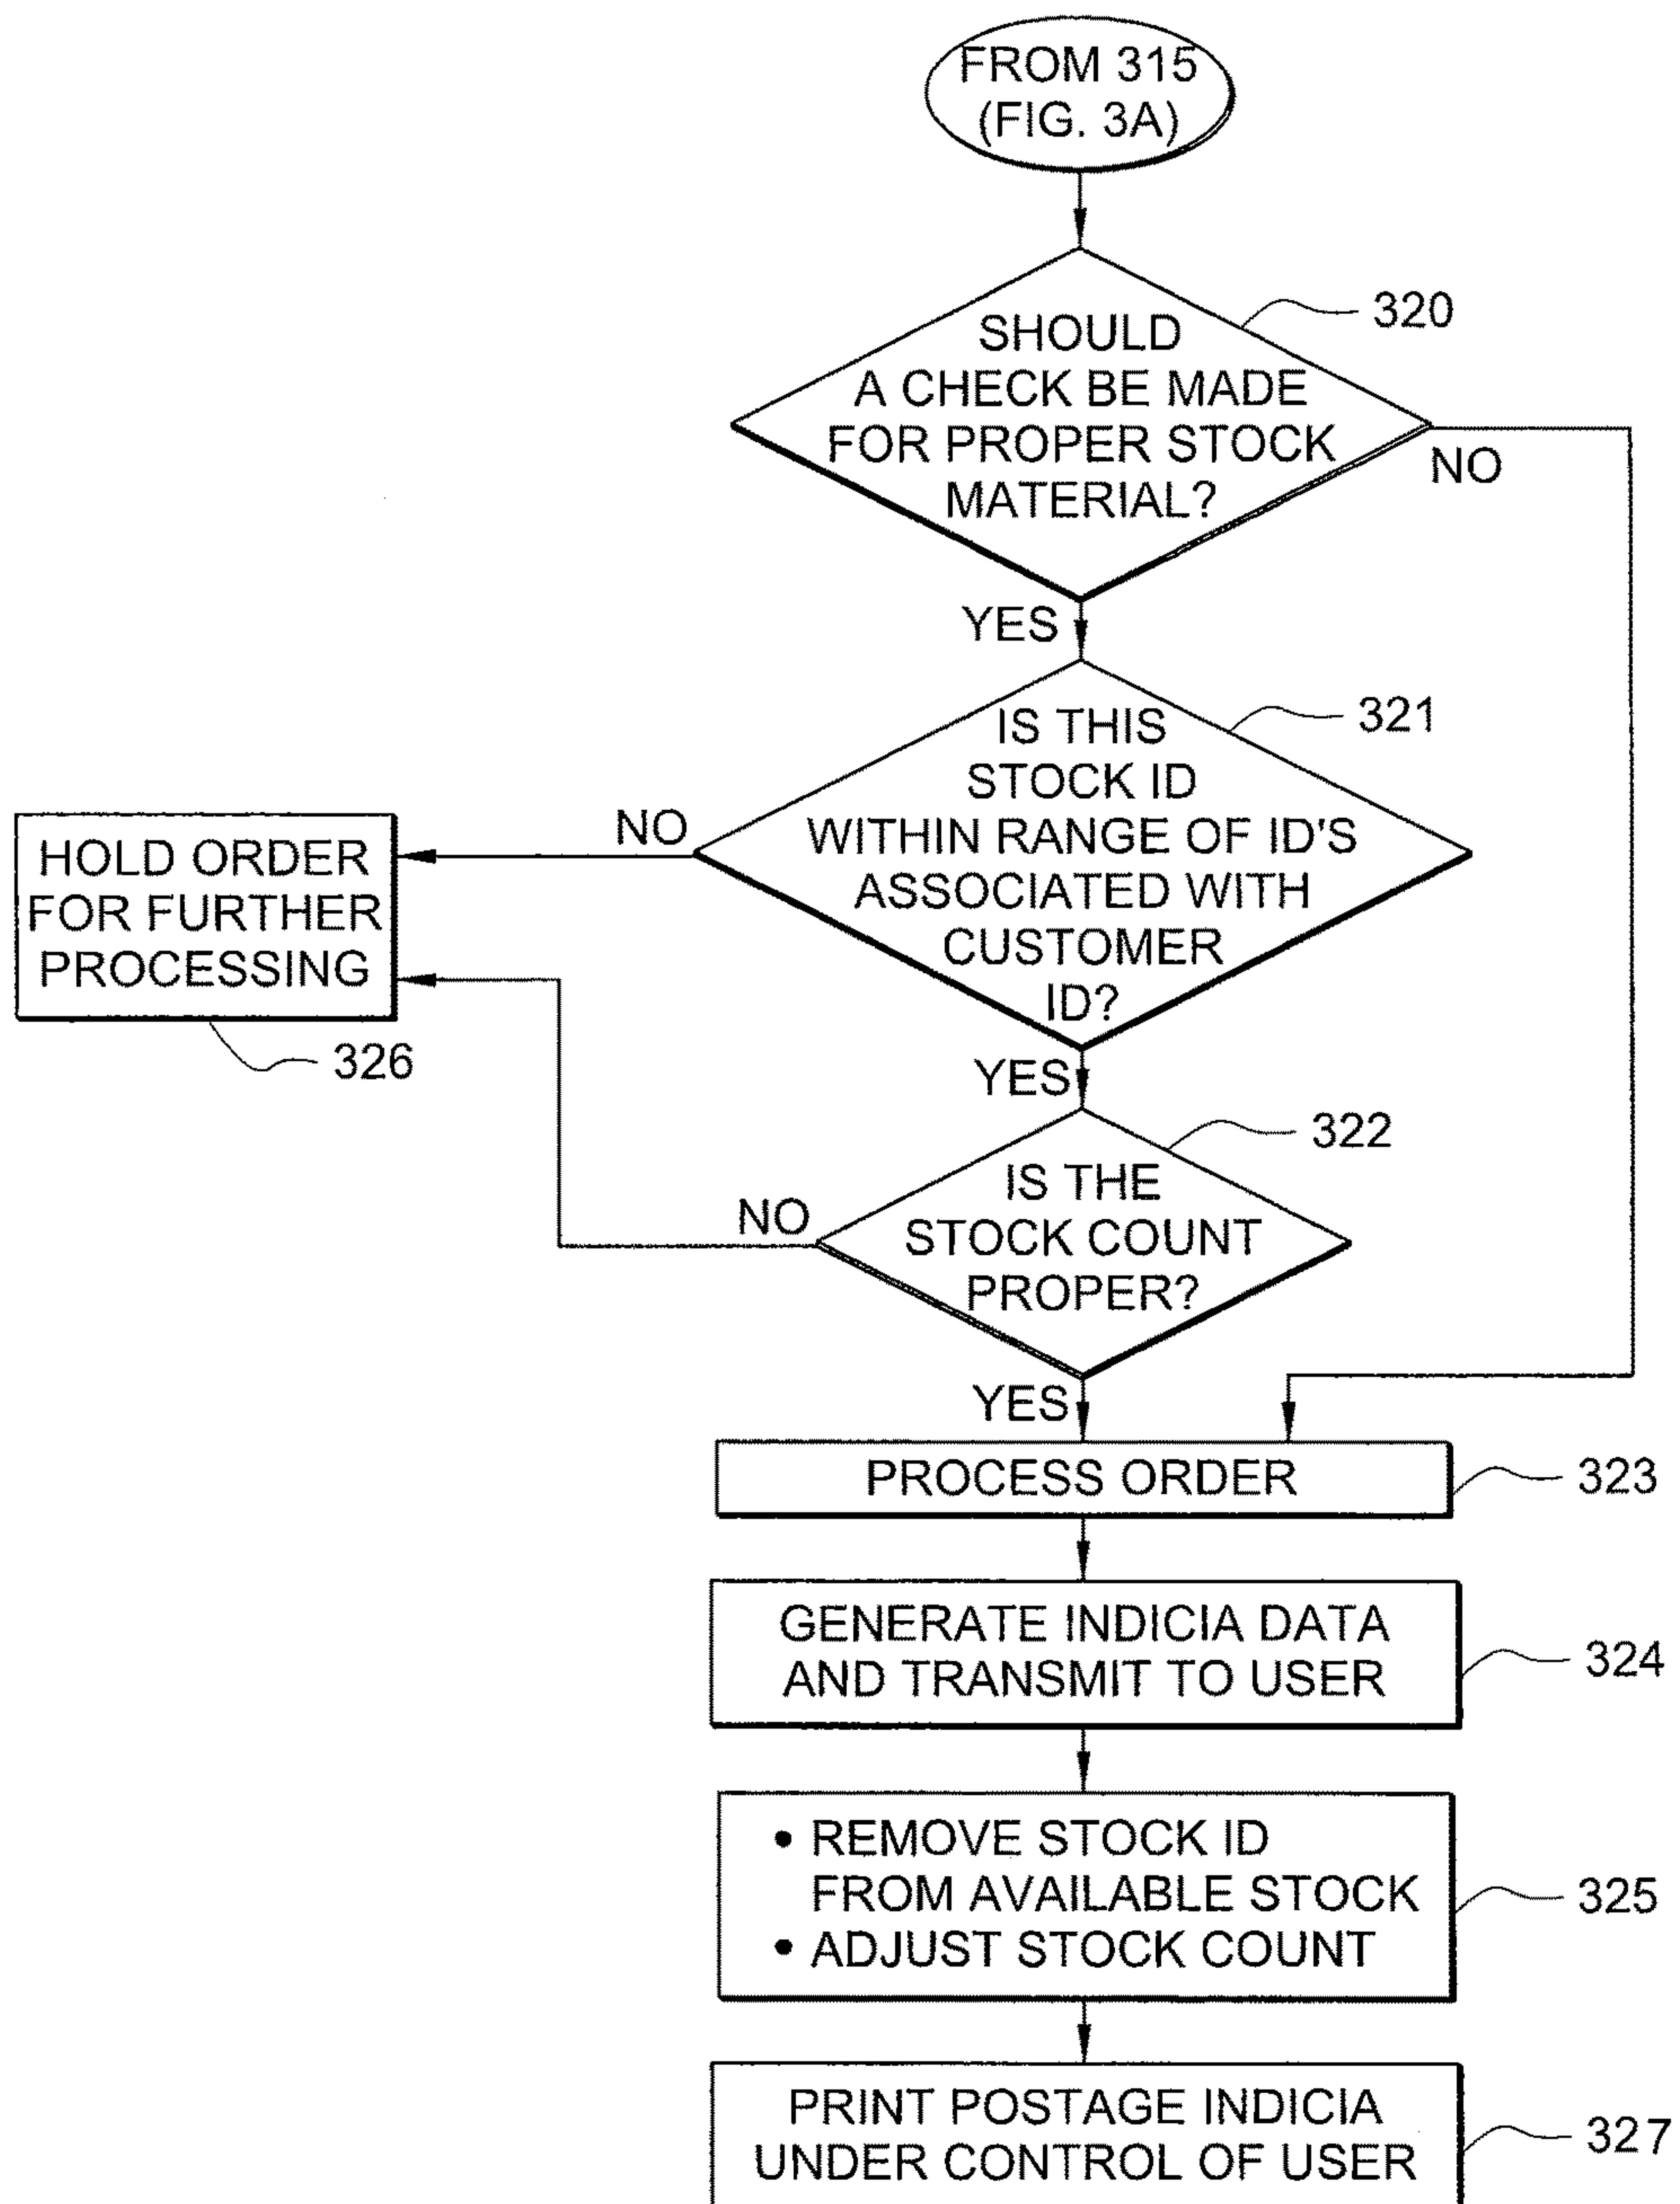 FROM 315
(FIG. 3A)
320
SHOULD
A CHECK BE MADE
FOR PROPER STOCK
MATERIAL?
NO
YES
321
IS THIS
STOCK ID
WITHIN RANGE OF ID'S
ASSOCIATED WITH
CUSTOMER
ID?
NO
HOLD ORDER
FOR FURTHER
PROCESSING
326
YES
322
IS THE
STOCK COUNT
PROPER?
NO
YES
PROCESS ORDER
323
GENERATE INDICIA DATA
AND TRANSMIT TO USER
324
• REMOVE STOCK ID
FROM AVAILABLE STOCK
• ADJUST STOCK COUNT
325
PRINT POSTAGE INDICIA
UNDER CONTROL OF USER
327